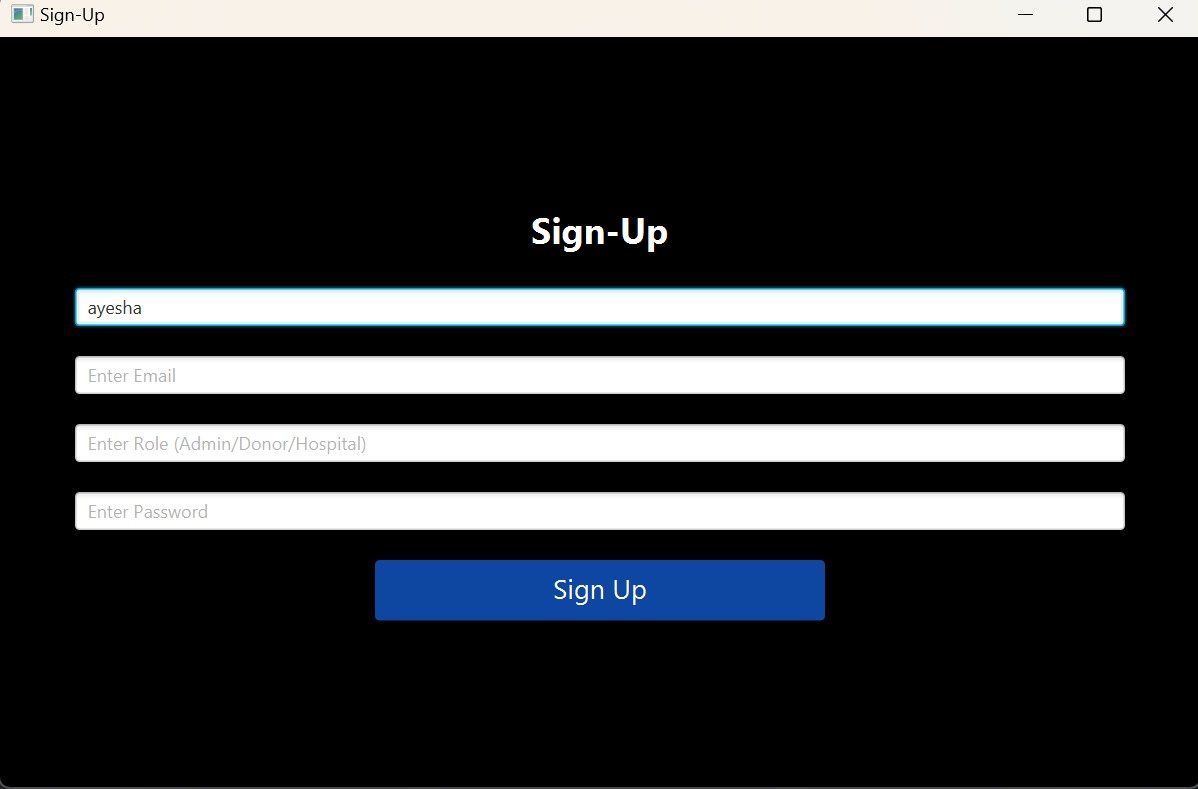 Sign-Up
Sign-Up
ayesha
Enter Email
Enter Role (Admin/Donor/Hospital)
Enter Password
Sign Up